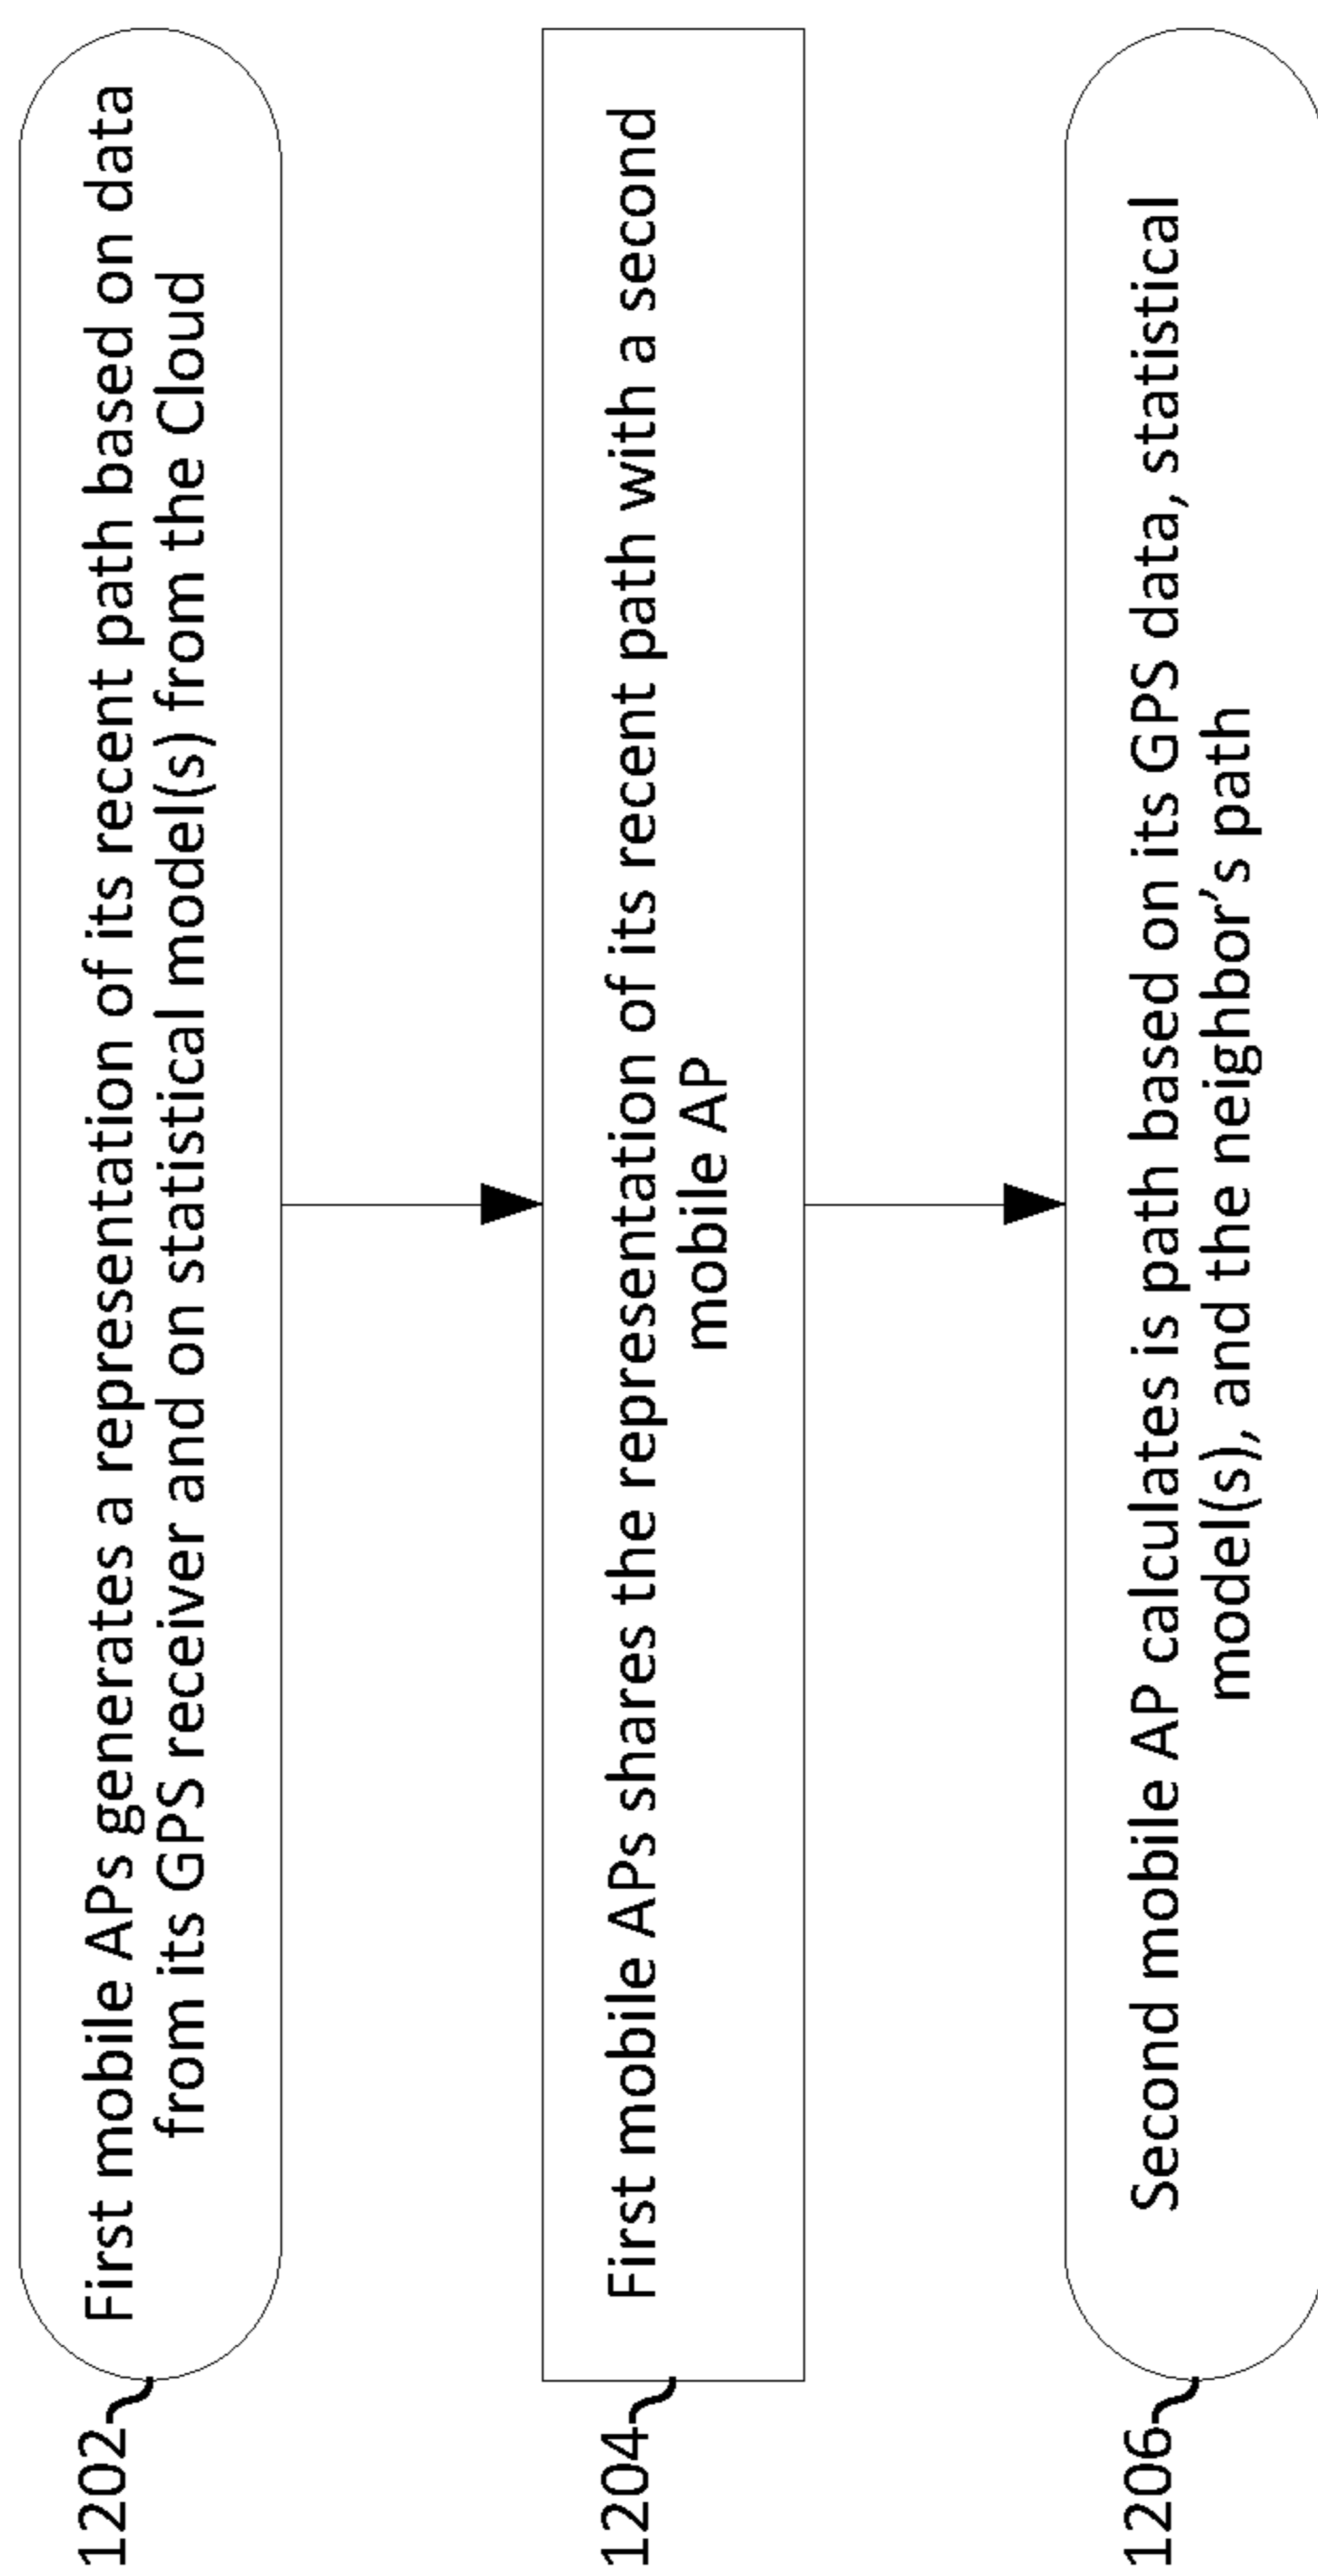 1202
First mobile APs generates a representation of its recent path based on data
from its GPS receiver and on statistical model(s) from the Cloud
1204
First mobile APs shares the representation of its recent path with a second
mobile AP
1206
Second mobile AP calculates is path based on its GPS data, statistical
model(s), and the neighbor’s path